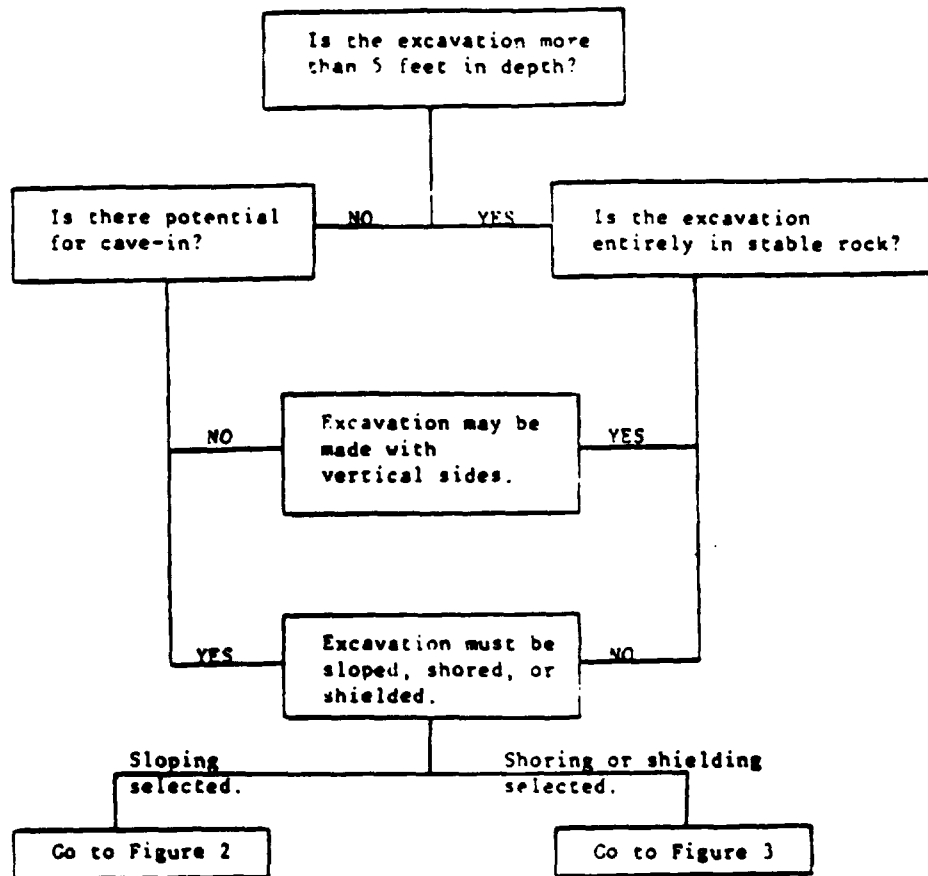 Is the excavation more
than 5 feet in depth?
Is there potential
for cave-in?
NO
YES
Is the excavation
entirely in stable rock?
NO
Excavation may be
made with
vertical sides.
YES
YES
Excavation must be
sloped, shored, or
shielded.
NO
Sloping
selected.
Shoring or shielding
selected.
Go to Figure 2
Go to Figure 3